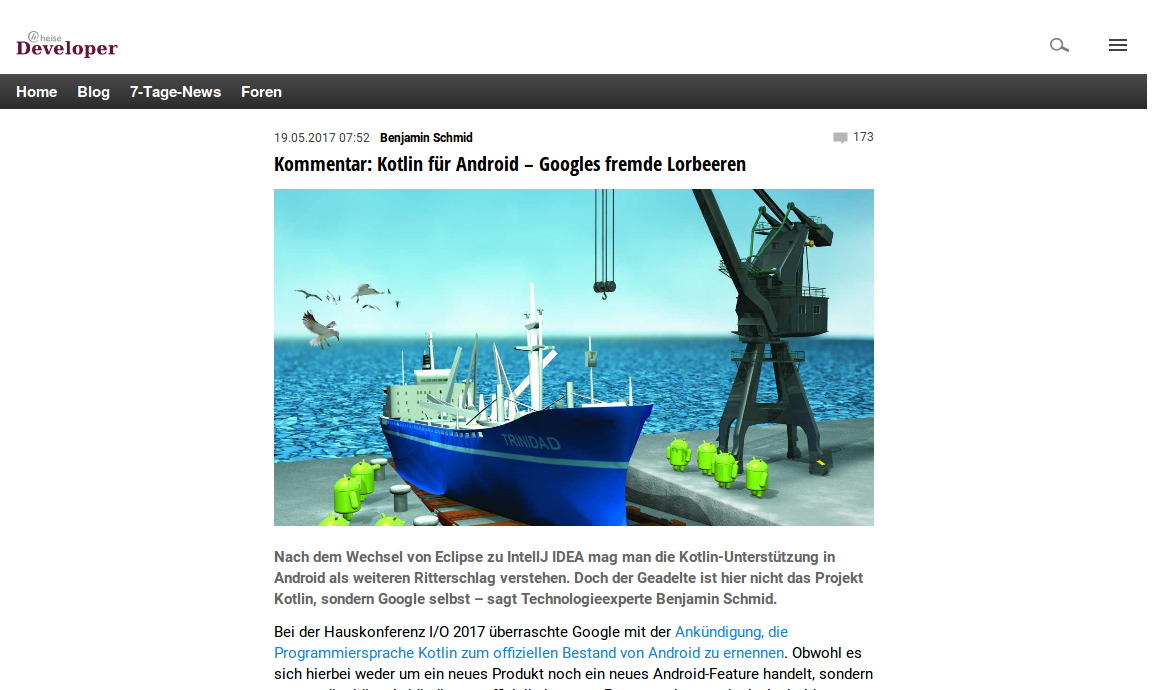 heise
Developer
Home Blog 7-Tage-News Foren
19.05.2017 07:52 Benjamin Schmid 173
Kommentar: Kotlin für Android – Googles fremde Lorbeeren
TRINIDAD
Nach dem Wechsel von Eclipse zu IntellJ IDEA mag man die Kotlin-Unterstützung in
Android als weiteren Ritterschlag verstehen. Doch der Geadelte ist hier nicht das Projekt
Kotlin, sondern Google selbst – sagt Technologieexperte Benjamin Schmid.
Bei der Hauskonferenz I/O 2017 überraschte Google mit der Ankündigung, die
Programmiersprache Kotlin zum offiziellen Bestand von Android zu ernennen. Obwohl es
sich hierbei weder um ein neues Produkt noch ein neues Android-Feature handelt, sondern